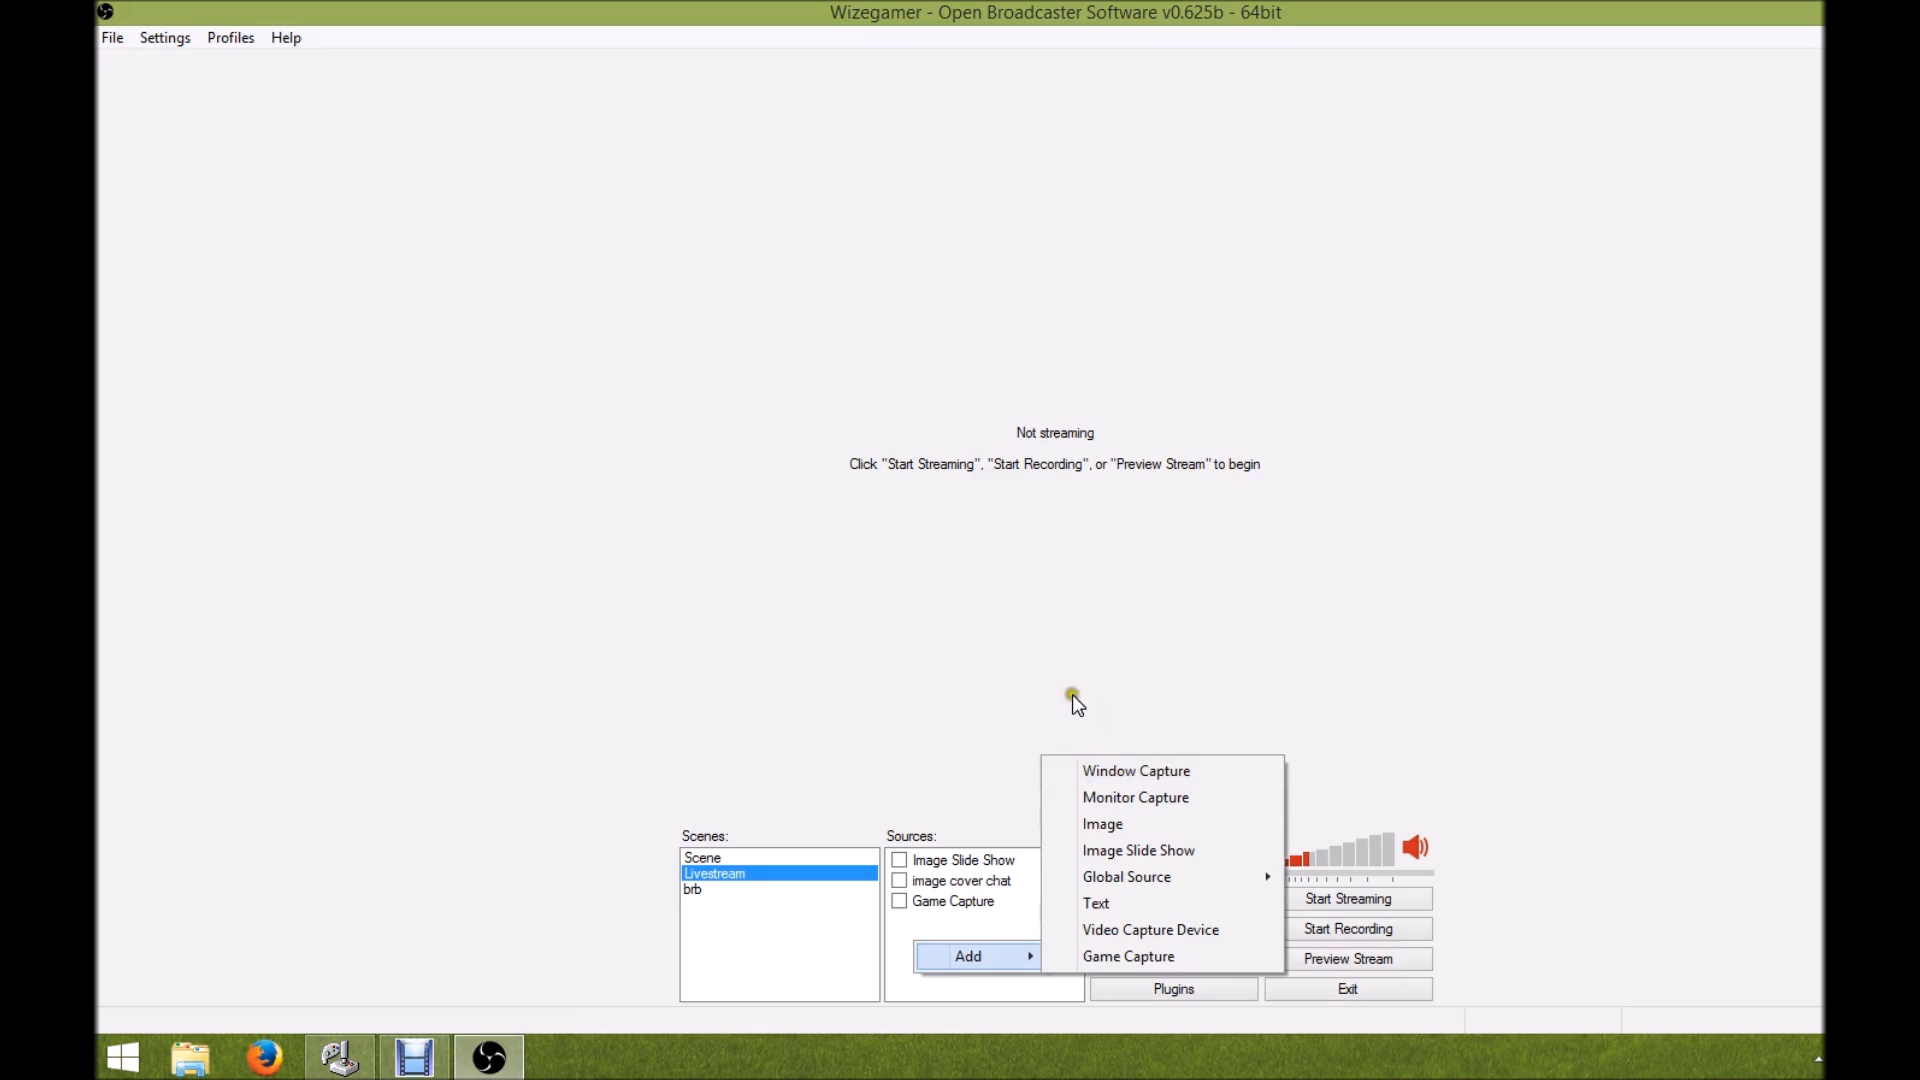 Wizegamer - Open Broadcaster Software v0.625b - 64bit
File Settings Profiles Help
Not streaming
Click "Start Streaming", "Start Recording", or "Preview Stream" to begin
Window Capture
Monitor Capture
Image
Image Slide Show
Global Source
Text
Video Capture Device
Game Capture
Scenes:
Scene
Livestream
brb
Sources:
Image Slide Show
image cover chat
Game Capture
Add
Start Streaming
Start Recording
Preview Stream
Plugins
Exit